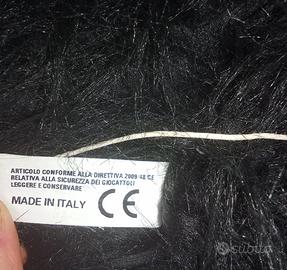 ARTICOLO CONFORME ALLA DIRETTIVA 2009 48 CE
RELATIVA ALLA SICUREZZA DEI GIOCATTOLI
LEGGERE E CONSERVARE
MADE IN ITALY CE
subito